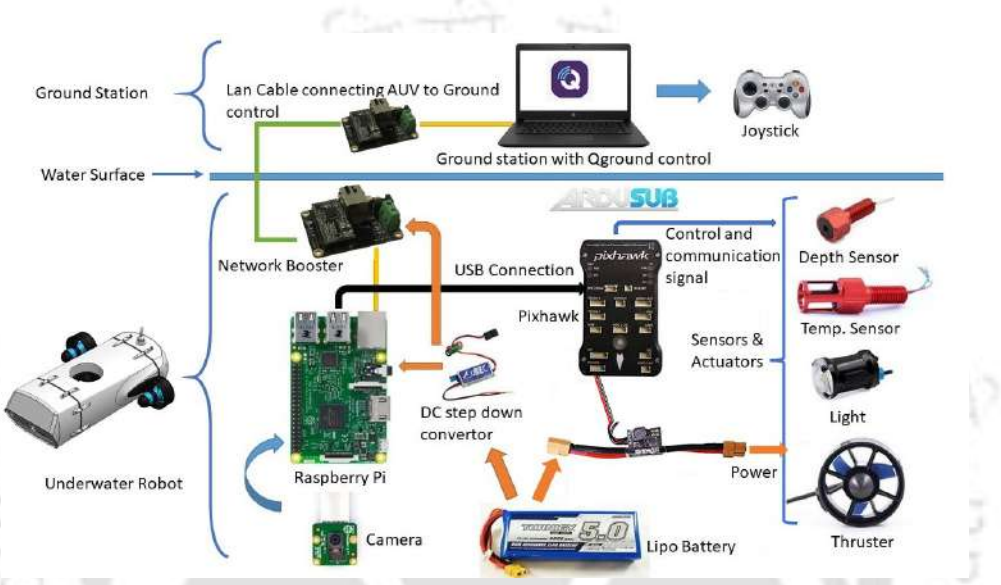 Ground Station
Lan Cable connecting AUV to Ground
control
Joystick
Ground station with Qground control
Water Surface
ARDUSUB
Network Booster
USB Connection
pixhawk
Pixhawk
Control and
communication
signal
Depth Sensor
Temp. Sensor
Sensors &
Actuators
Light
DC step down
convertor
Underwater Robot
Raspberry Pi
Power
Camera
5.0
Lipo Battery
Thruster